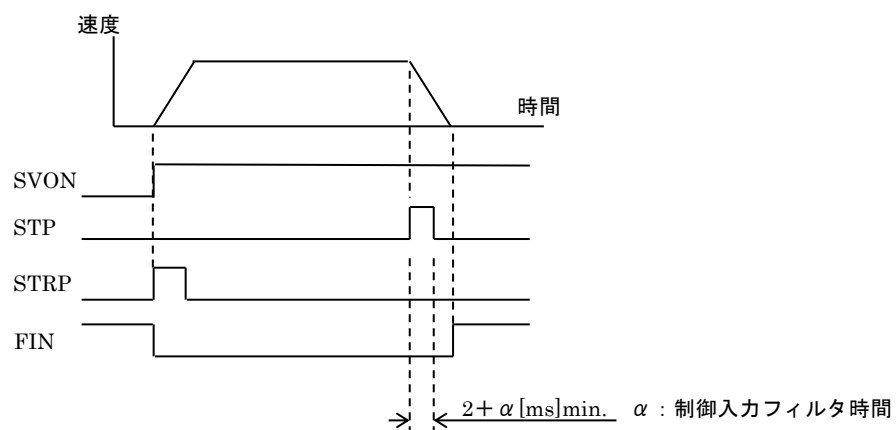 速度
時間
SVON
STP
STRP
FIN
2+α[ms]min. α：制御入力フィルタ時間